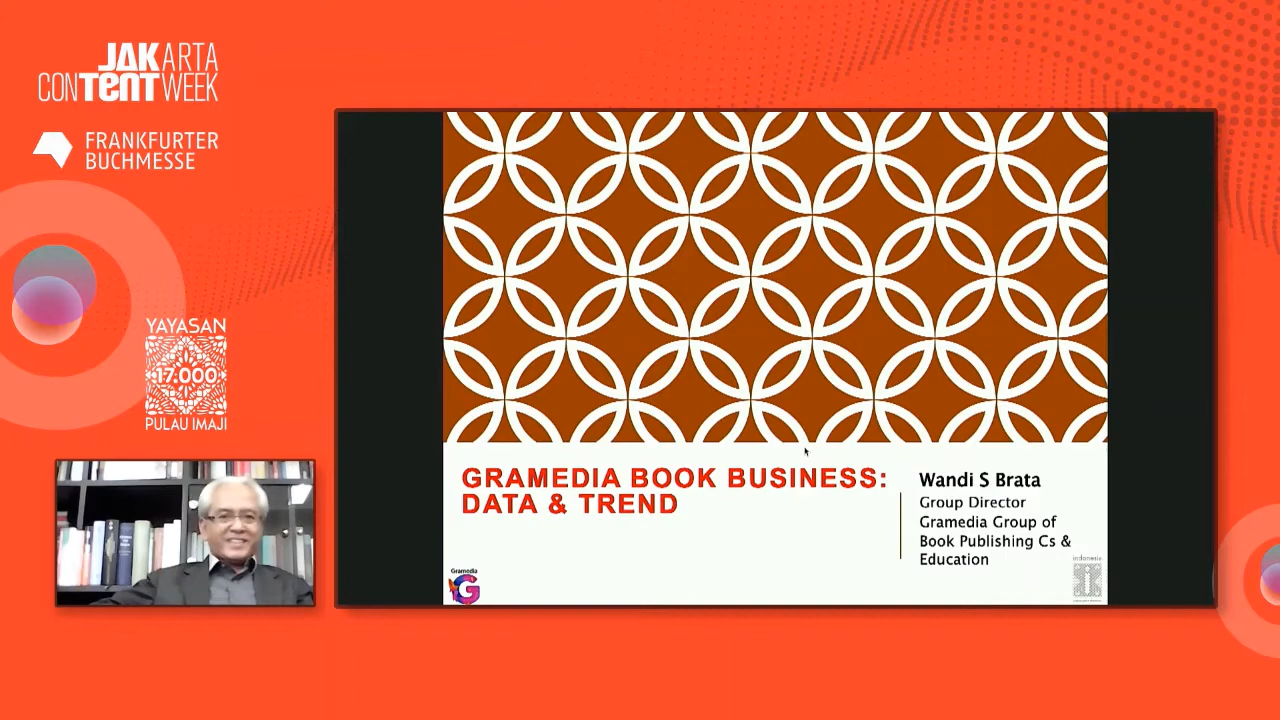 JAKARTA
CONTENT WEEK
FRANKFURTER
BUCHMESSE
YAYASAN
17.000
PULAU IMAJI
GRAMEDIA BOOK BUSINESS:
DATA & TREND
Wandi S Brata
Group Director
Gramedia Group of
Book Publishing Cs &
Education
Gramedia
G
indonesia
i